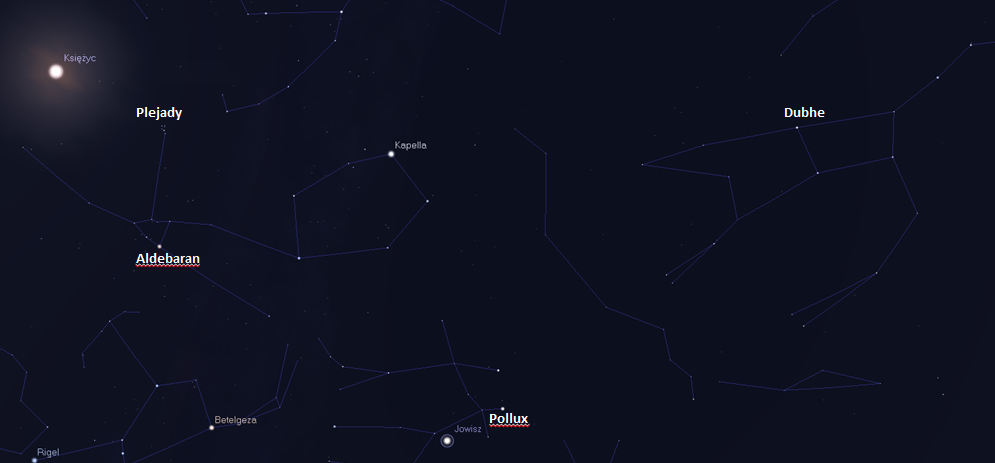 Księżyc
Plejady
Dubhe
Kapella
Aldebaran
Pollux
Betelgeza
Jowisz
Rigel